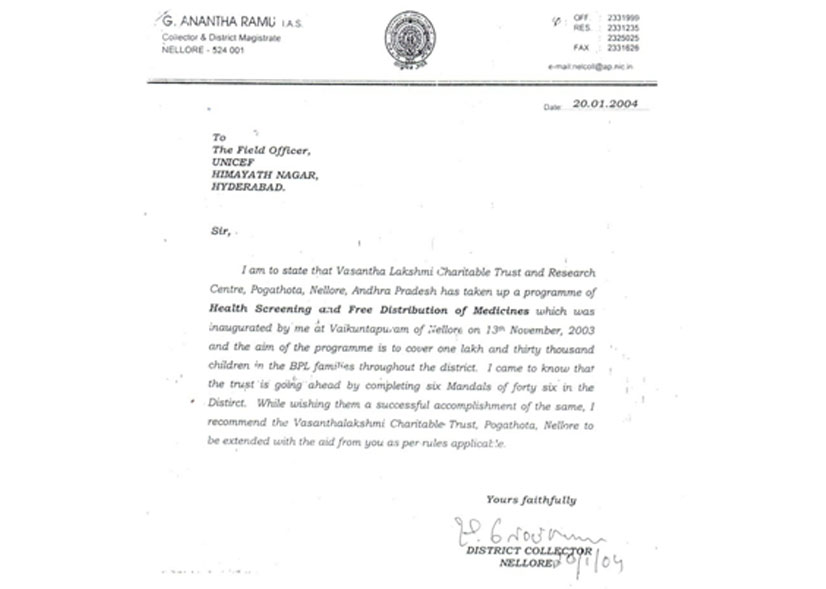 G. ANANTHA RAMU I.A.S.
Collector & District Magistrate
NELLORE - 524 001
OFF. : 2331999
RES. : 2331235
: 2325025
FAX : 2331626
e-mail:nelcoll@ap.nic.in
Date: 20.01.2004
To
The Field Officer,
UNICEF
HIMAYATH NAGAR,
HYDERABAD.
Sir,
I am to state that Vasantha Lakshmi Charitable Trust and Research
Centre, Pogathota, Nellore, Andhra Pradesh has taken up a programme of
Health Screening and Free Distribution of Medicines which was
inaugurated by me at Vaikuntapuram of Nellore on 13th November, 2003
and the aim of the programme is to cover one lakh and thirty thousand
children in the BPL families throughout the district. I came to know that
the trust is going ahead by completing six Mandals of forty six in the
Distirct. While wishing them a successful accomplishment of the same, I
recommend the Vasanthalakshmi Charitable Trust, Pogathota, Nellore to
be extended with the aid from you as per rules applicable.
Yours faithfully
DISTRICT COLLECTOR
NELLORE
20/1/04